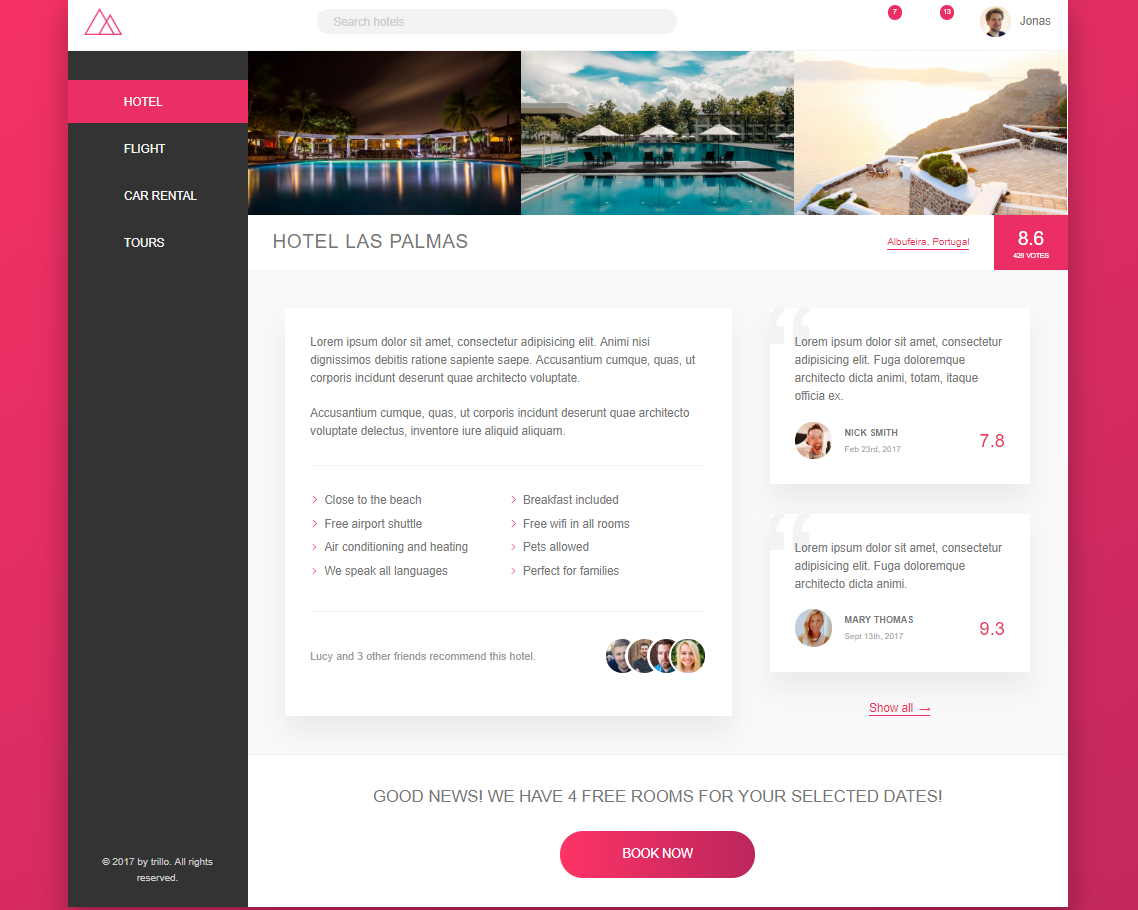 Search hotels
7
13
Jonas
HOTEL
FLIGHT
CAR RENTAL
TOURS
© 2017 by trillo. All rights
reserved.
HOTEL LAS PALMAS
Albufeira, Portugal
8.6
429 VOTES
Lorem ipsum dolor sit amet, consectetur adipisicing elit. Animi nisi
dignissimos debitis ratione sapiente saepe. Accusantium cumque, quas, ut
corporis incidunt deserunt quae architecto voluptate.
Accusantium cumque, quas, ut corporis incidunt deserunt quae architecto
voluptate delectus, inventore iure aliquid aliquam.
Close to the beach
Breakfast included
Free airport shuttle
Free wifi in all rooms
Air conditioning and heating
Pets allowed
We speak all languages
Perfect for families
Lucy and 3 other friends recommend this hotel.
Lorem ipsum dolor sit amet, consectetur
adipisicing elit. Fuga doloremque
architecto dicta animi, totam, itaque
officia ex.
NICK SMITH
Feb 23rd, 2017
7.8
Lorem ipsum dolor sit amet, consectetur
adipisicing elit. Fuga doloremque
architecto dicta animi.
MARY THOMAS
Sept 13th, 2017
9.3
Show all →
GOOD NEWS! WE HAVE 4 FREE ROOMS FOR YOUR SELECTED DATES!
BOOK NOW